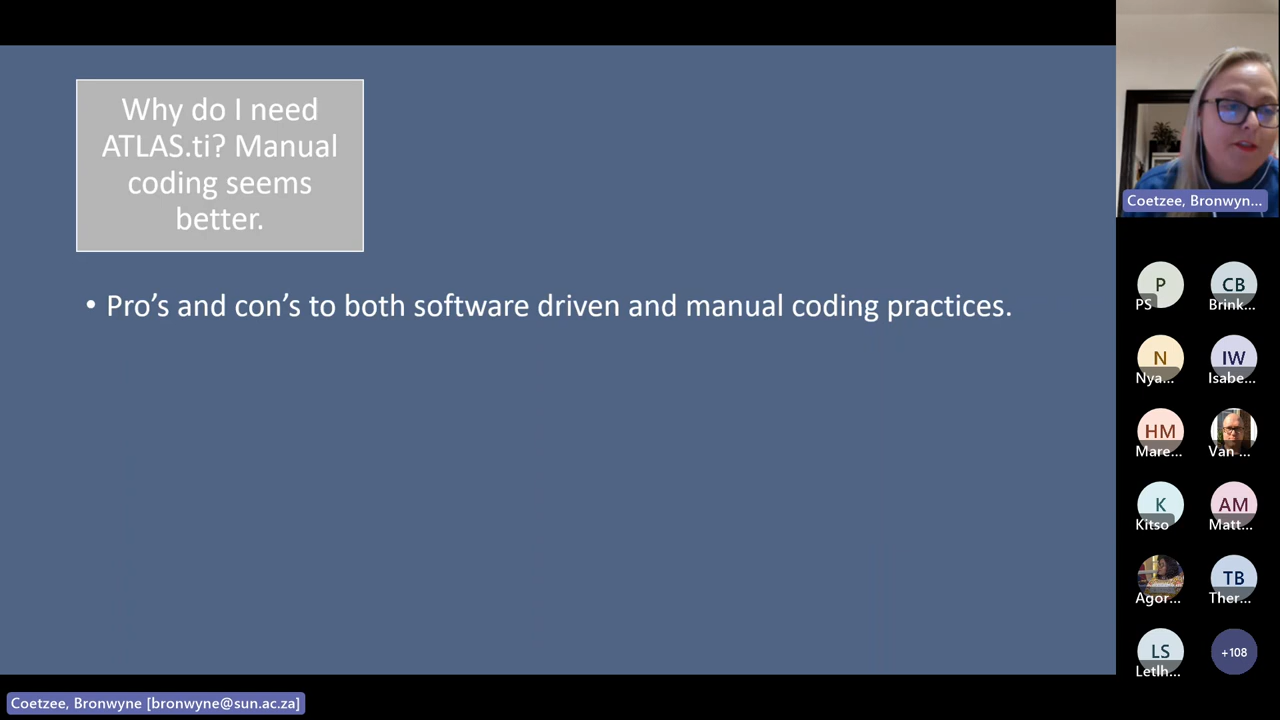 Why do I need
ATLAS.ti? Manual
coding seems
better.
• Pro’s and con’s to both software driven and manual coding practices.
Coetzee, Bronwyn...
P
PS
CB
Brink...
N
Nya...
IW
Isabe...
HM
Mare...
Van ...
K
Kitso
AM
Matt...
Agor...
TB
Ther...
LS
Letlh...
+108
Coetzee, Bronwyne [bronwyne@sun.ac.za]